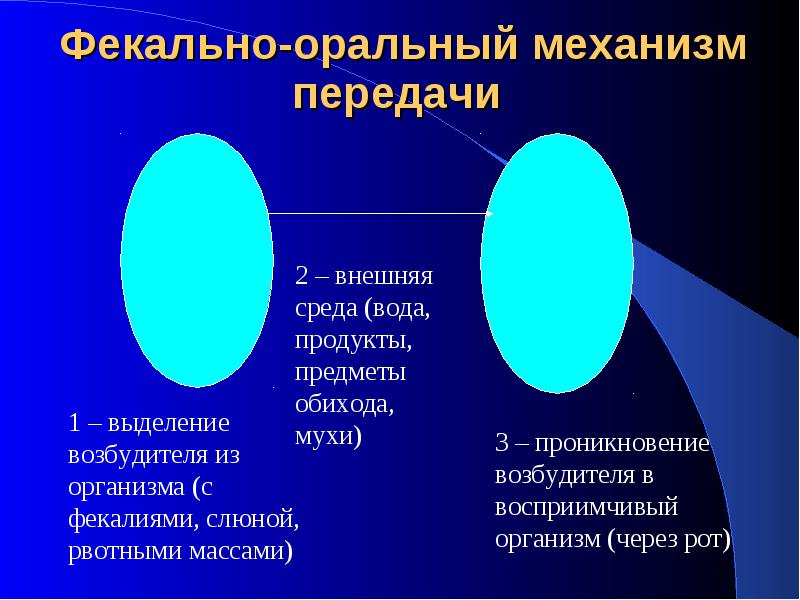 Фекально-оральный механизм
передачи
2 – внешняя
среда (вода,
продукты,
предметы
обихода,
мухи)
1 – выделение
возбудителя из
организма (с
фекалиями, слюной,
рвотными массами)
3 – проникновение
возбудителя в
восприимчивый
организм (через рот)